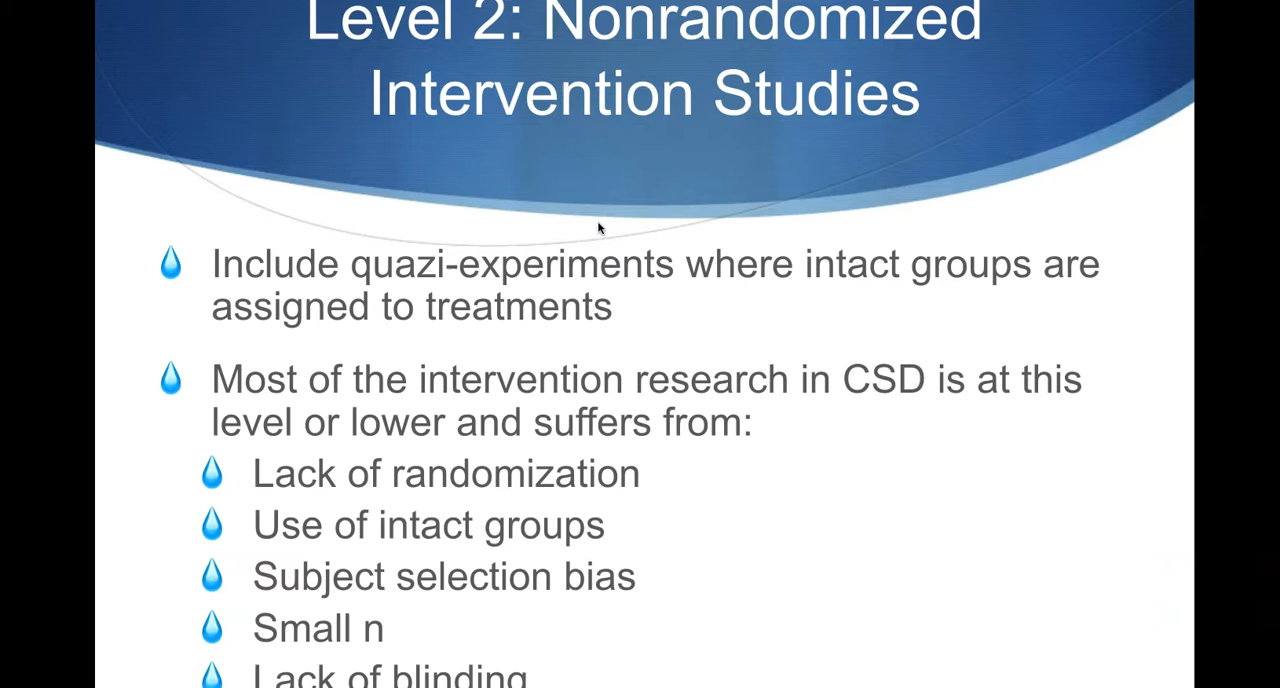 Level 2: Nonrandomized
Intervention Studies
Include quazi-experiments where intact groups are
assigned to treatments
Most of the intervention research in CSD is at this
level or lower and suffers from:
Lack of randomization
Use of intact groups
Subject selection bias
Small n
Lack of blinding